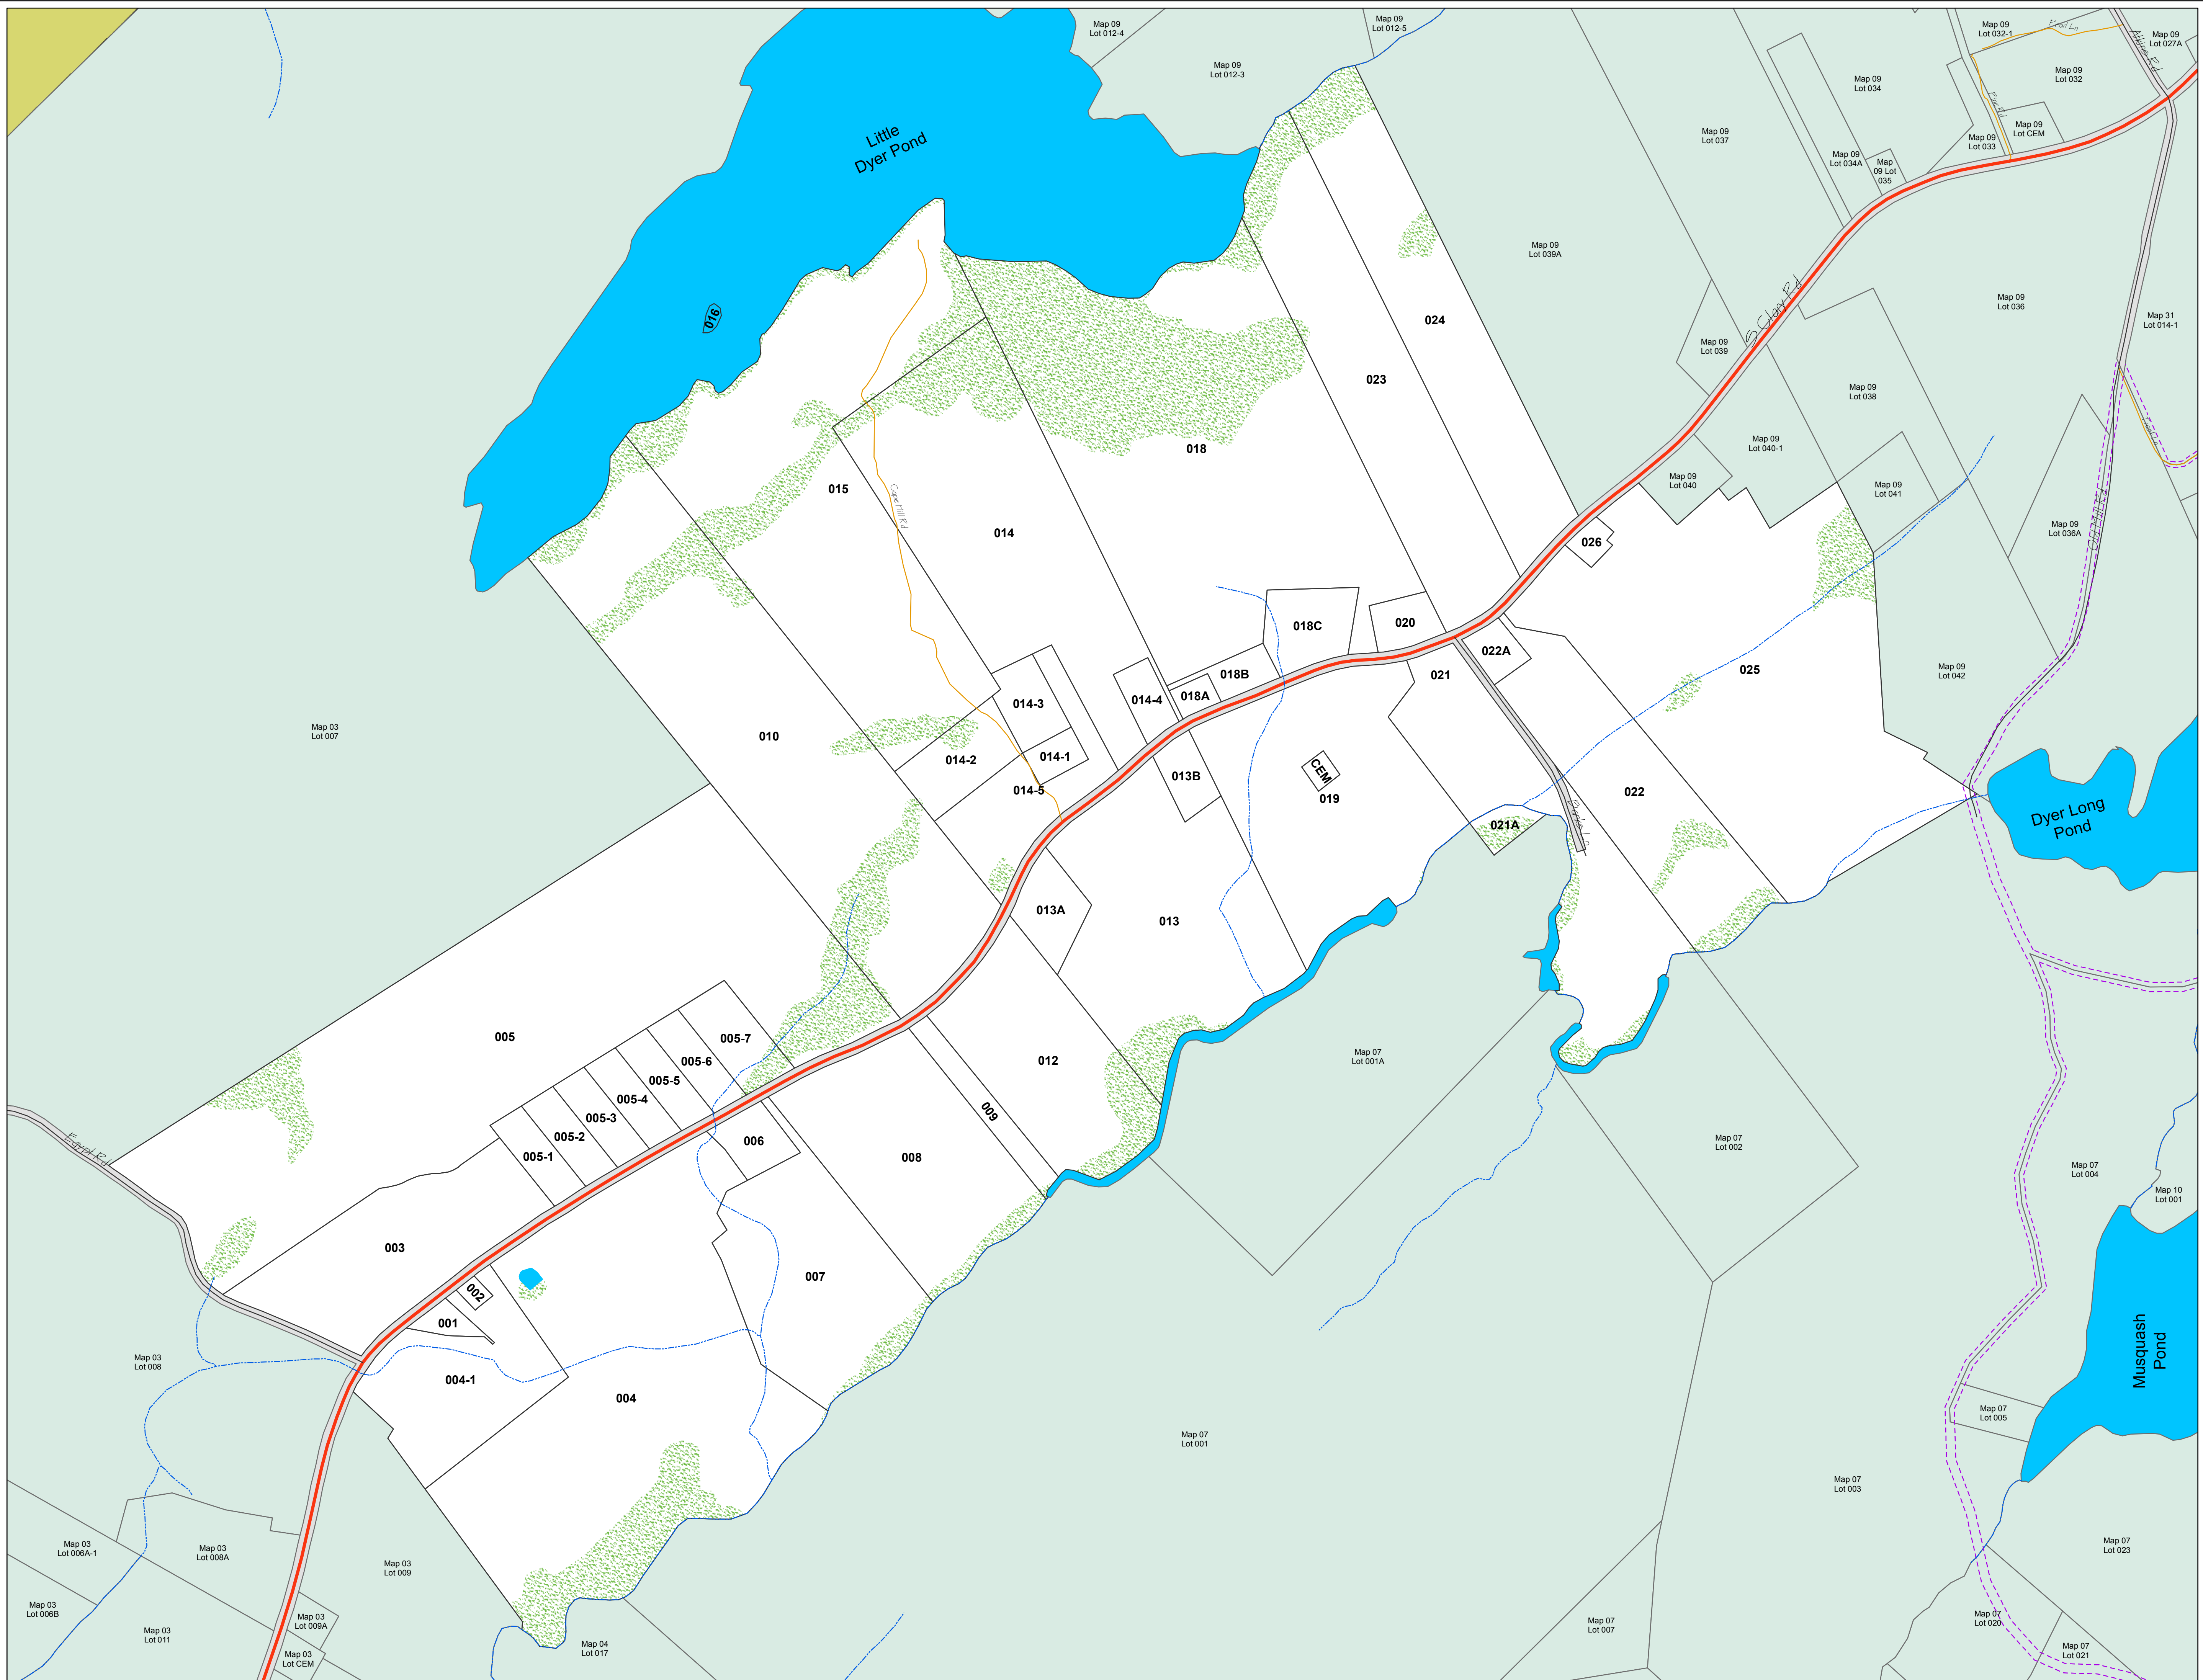 Map 09
Lot 012-4
Map 09
Lot 012-5
Map 09
Lot 012-3
Map 09
Lot 032-1
Pearl Ln
Atkins Rd
Map 09
Lot 027A
Map 09
Lot 034
Map 09
Lot 032
Map 09
Lot CEM
Map 09
Lot 037
Map 09
Lot 033
Map 09
Lot 034A
Map
09 Lot
035
Little
Dyer Pond
Map 09
Lot 039A
S Clary Rd
Map 09
Lot 036
Map 31
Lot 014-1
016
024
Map 09
Lot 039
023
Map 09
Lot 038
018
Map 09
Lot 040-1
015
Cape Hill Rd
Map 09
Lot 040
Map 09
Lot 041
014
026
Map 09
Lot 036A
018C
020
022A
025
Map 09
Lot 042
018B
021
014-3
014-4
018A
Map 03
Lot 007
010
014-2
014-1
013B
CEM
019
014-5
022
021A
Dyer Long
Pond
013A
013
005
005-7
005-6
005-5
005-4
005-3
005-2
005-1
012
009
Map 07
Lot 001A
Egypt Rd
006
008
Map 07
Lot 002
Map 07
Lot 004
Map 10
Lot 001
003
007
002
001
Map 03
Lot 008
004-1
004
Musquash
Pond
Map 07
Lot 005
Map 07
Lot 001
Map 07
Lot 003
Map 03
Lot 006A-1
Map 03
Lot 008A
Map 03
Lot 009
Map 07
Lot 023
Map 03
Lot 006B
Map 03
Lot 009A
Map 03
Lot 011
Map 03
Lot CEM
Map 04
Lot 017
Map 07
Lot 007
Map 07
Lot 020
Map 07
Lot 021